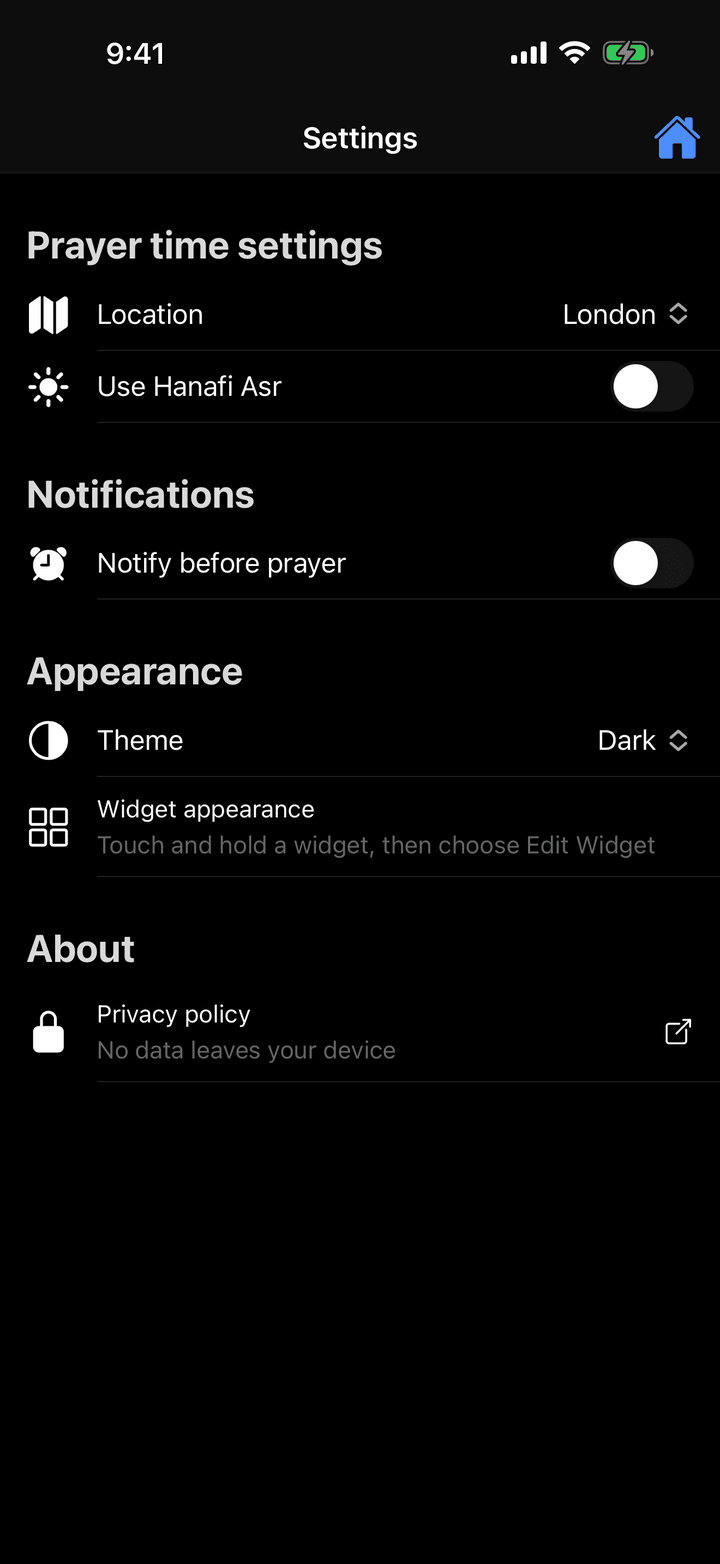 9:41
Settings
Prayer time settings
Location London
Use Hanafi Asr
Notifications
Notify before prayer
Appearance
Theme Dark
Widget appearance
Touch and hold a widget, then choose Edit Widget
About
Privacy policy
No data leaves your device